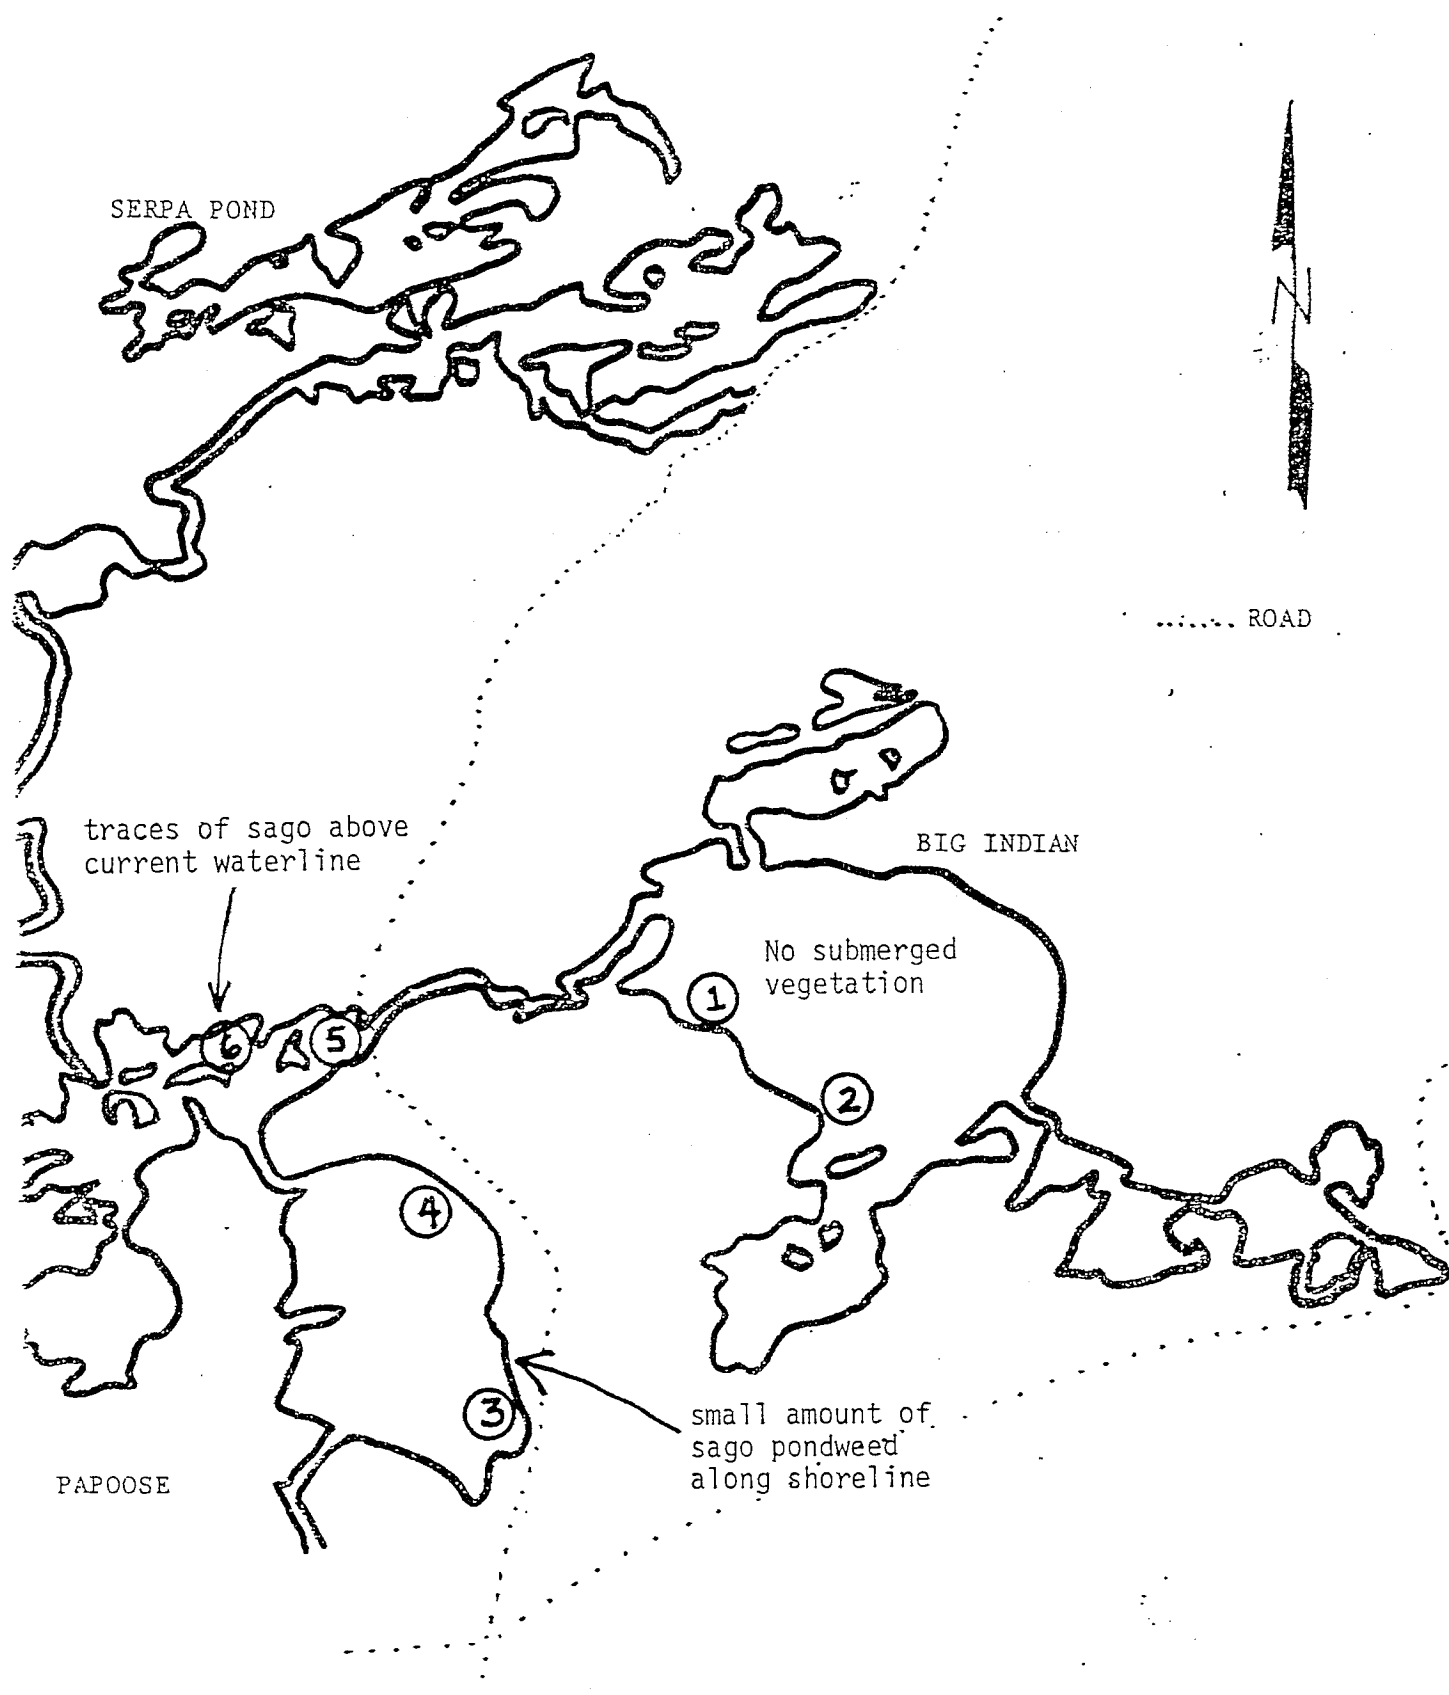 SERPA POND
N
...... ROAD
traces of sago above
current waterline
BIG INDIAN
No submerged
vegetation
1
6
5
2
4
3
small amount of
sago pondweed
along shoreline
PAPOOSE